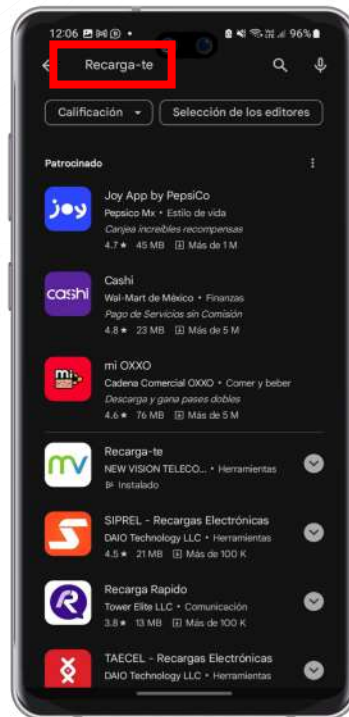 12:06
96%
Recarga-te
Calificación
Selección de los editores
Patrocinado
joy
Joy App by PepsiCo
Pepsico Mx • Estilo de vida
Canjea increíbles recompensas
4.7★ 45 MB Más de 1 M
cashi
Cashi
Wal-Mart de México • Finanzas
Pago de Servicios sin Comisión
4.8★ 23 MB Más de 5 M
mi
mi OXXO
Cadena Comercial OXXO • Comer y beber
Descarga y gana pases dobles
4.6★ 76 MB Más de 5 M
mv
Recarga-te
NEW VISION TELECO... • Herramientas
Instalado
SIPREL - Recargas Electrónicas
DAIO Technology LLC • Herramientas
4.5★ 21 MB Más de 100 K
R
Recarga Rapido
Tower Elite LLC • Comunicación
3.8★ 13 MB Más de 100 K
TAECEL - Recargas Electrónicas
DAIO Technology LLC • Herramientas